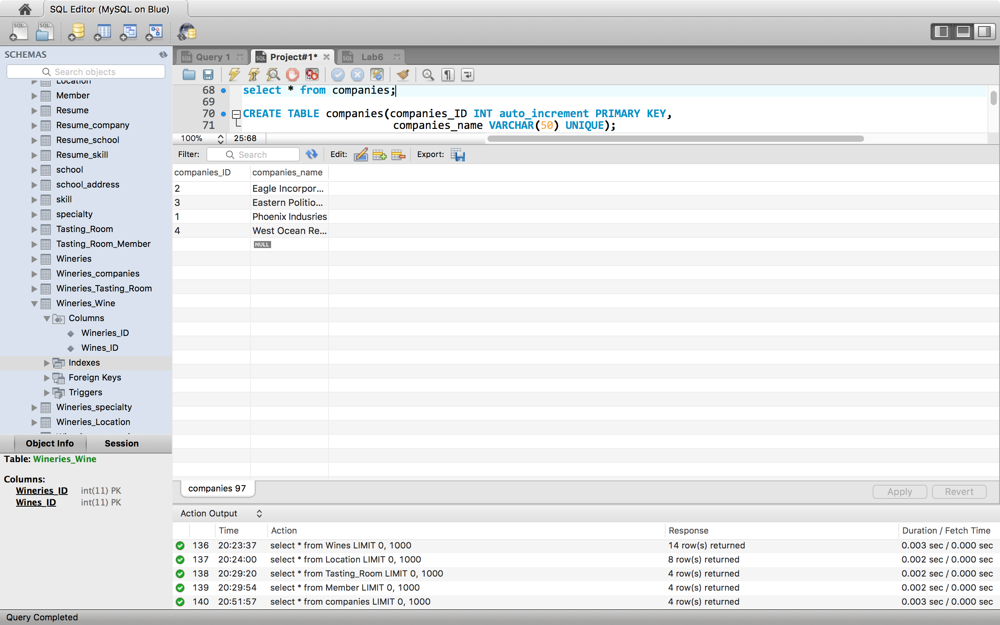 SQL Editor (MySQL on Blue)
SQL SQL
SCHEMAS
Search objects
Location
Member
Resume
Resume_company
Resume_school
Resume_skill
school
school_address
skill
specialty
Tasting_Room
Tasting_Room_Member
Wineries
Wineries_companies
Wineries_Tasting_Room
Wineries_Wine
Columns
Wineries_ID
Wines_ID
Indexes
Foreign Keys
Triggers
Wineries_specialty
Wineries_Location
Object Info Session
Table: Wineries_Wine
Columns:
Wineries_ID int(11) PK
Wines_ID int(11) PK
SQL Query 1 SQL Project#1* SQL Lab6
68 select * from companies;
69
70 CREATE TABLE companies(companies_ID INT auto_increment PRIMARY KEY,
71 companies_name VARCHAR(50) UNIQUE);
100% 25:68
Filter: Search Edit: Export:
companies_ID companies_name
2 Eagle Incorpor...
3 Eastern Politio...
1 Phoenix Indusries
4 West Ocean Re...
NULL
companies 97 Apply Revert
Action Output
Time Action Response Duration / Fetch Time
136 20:23:37 select * from Wines LIMIT 0, 1000 14 row(s) returned 0.003 sec / 0.000 sec
137 20:24:00 select * from Location LIMIT 0, 1000 8 row(s) returned 0.002 sec / 0.000 sec
138 20:29:20 select * from Tasting_Room LIMIT 0, 1000 4 row(s) returned 0.002 sec / 0.000 sec
139 20:29:54 select * from Member LIMIT 0, 1000 4 row(s) returned 0.002 sec / 0.000 sec
140 20:51:57 select * from companies LIMIT 0, 1000 4 row(s) returned 0.003 sec / 0.000 sec
Query Completed